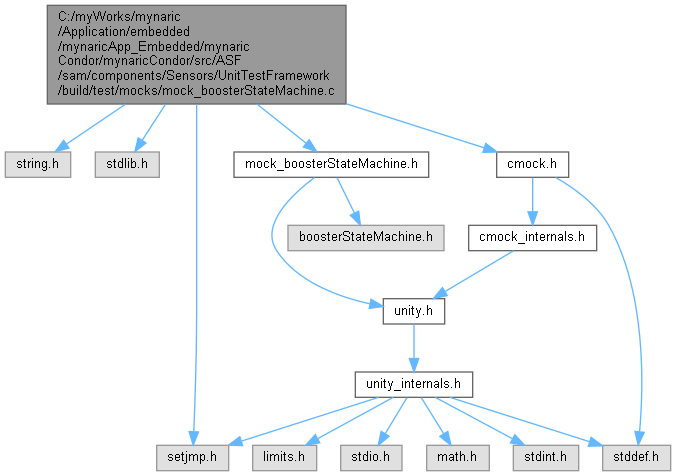 C:/myWorks/mynaric
/Application/embedded
/mynaricApp_Embedded/mynaric
Condor/mynaricCondor/src/ASF
/sam/components/Sensors/UnitTestFramework
/build/test/mocks/mock_boosterStateMachine.c
string.h
stdlib.h
mock_boosterStateMachine.h
cmock.h
boosterStateMachine.h
cmock_internals.h
unity.h
unity_internals.h
setjmp.h
limits.h
stdio.h
math.h
stdint.h
stddef.h